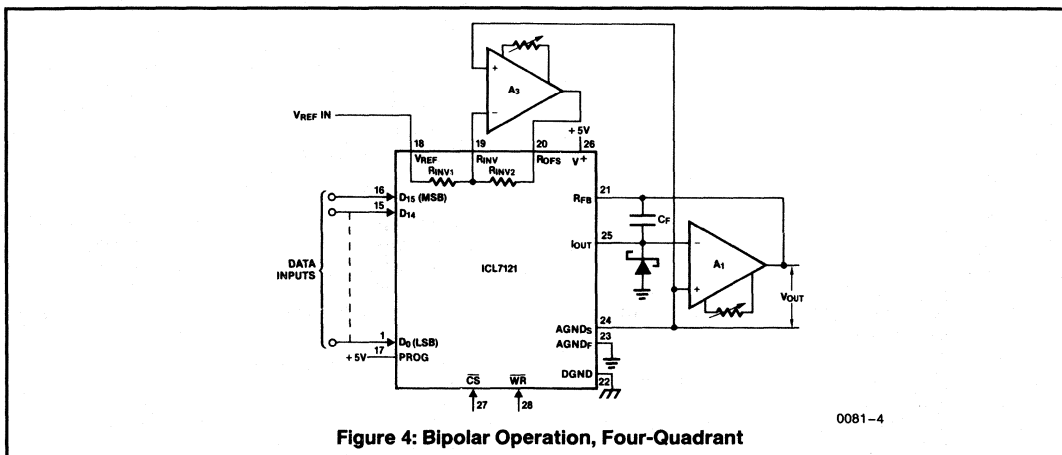 A₃
+
−
VREF IN
+5V
18
19
20
26
VREF
RINV
ROFS
V+
RINV1
RINV2
21
RFB
16
D₁₅ (MSB)
15
D₁₄
CF
25
IOUT
−
A₁
+
DATA
INPUTS
ICL7121
VOUT
24
AGNDS
23
AGNDF
1
D₀ (LSB)
17
+5V
PROG
DGND
22
CS
WR
27
28
0081–4
Figure 4: Bipolar Operation, Four-Quadrant